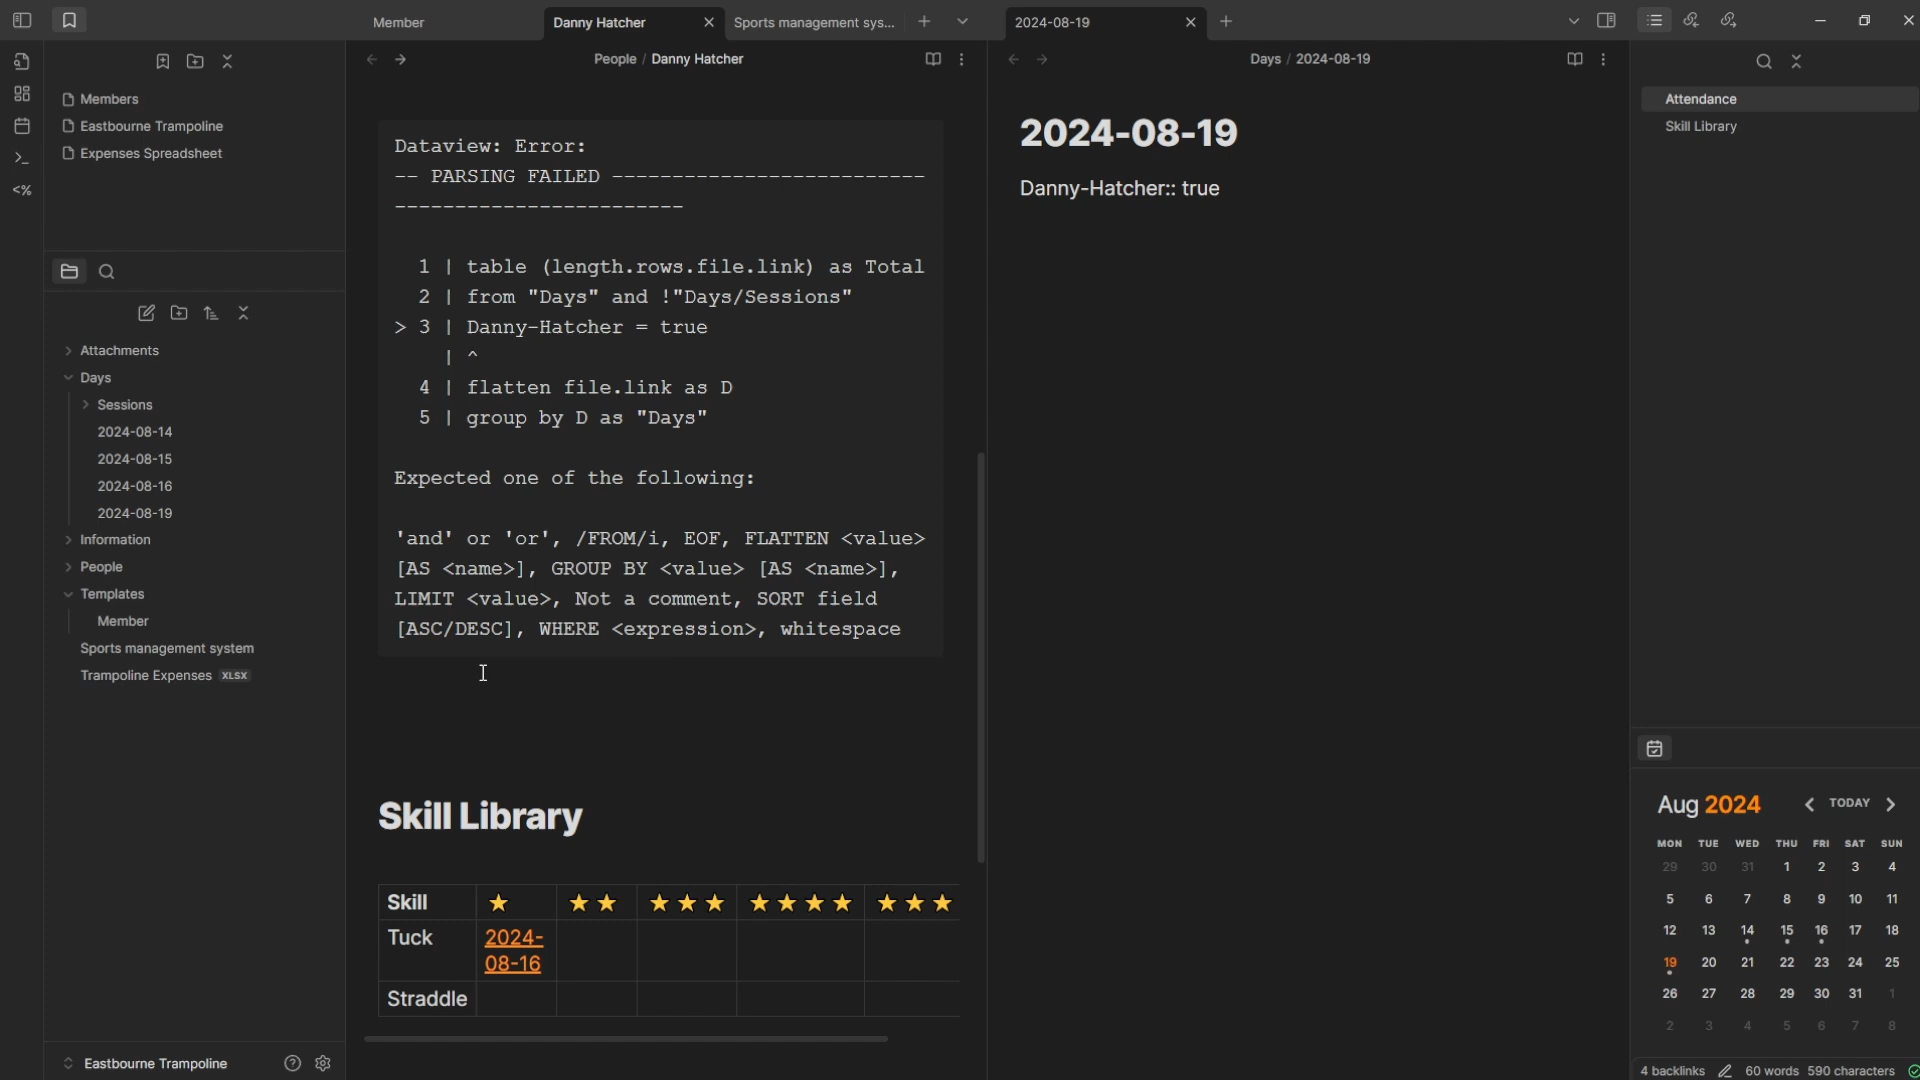 Member
Danny Hatcher
Sports management sys...
2024-08-19
Members
Eastbourne Trampoline
Expenses Spreadsheet
Attachments
Days
Sessions
2024-08-14
2024-08-15
2024-08-16
2024-08-19
Information
People
Templates
Member
Sports management system
Trampoline Expenses XLSX
Eastbourne Trampoline
People / Danny Hatcher
Dataview: Error:
-- PARSING FAILED --------------------------
------------------------
1 | table (length.rows.file.link) as Total
2 | from "Days" and !"Days/Sessions"
> 3 | Danny-Hatcher = true
| ^
4 | flatten file.link as D
5 | group by D as "Days"
Expected one of the following:
'and' or 'or', /FROM/i, EOF, FLATTEN <value>
[AS <name>], GROUP BY <value> [AS <name>],
LIMIT <value>, Not a comment, SORT field
[ASC/DESC], WHERE <expression>, whitespace
Skill Library
Skill ★ ★★ ★★★ ★★★★ ★★★
Tuck 2024-
08-16
Straddle
Days / 2024-08-19
2024-08-19
Danny-Hatcher:: true
Attendance
Skill Library
Aug 2024 < TODAY >
MON TUE WED THU FRI SAT SUN
29 30 31 1 2 3 4
5 6 7 8 9 10 11
12 13 14 15 16 17 18
19 20 21 22 23 24 25
26 27 28 29 30 31 1
2 3 4 5 6 7 8
4 backlinks 60 words 590 characters